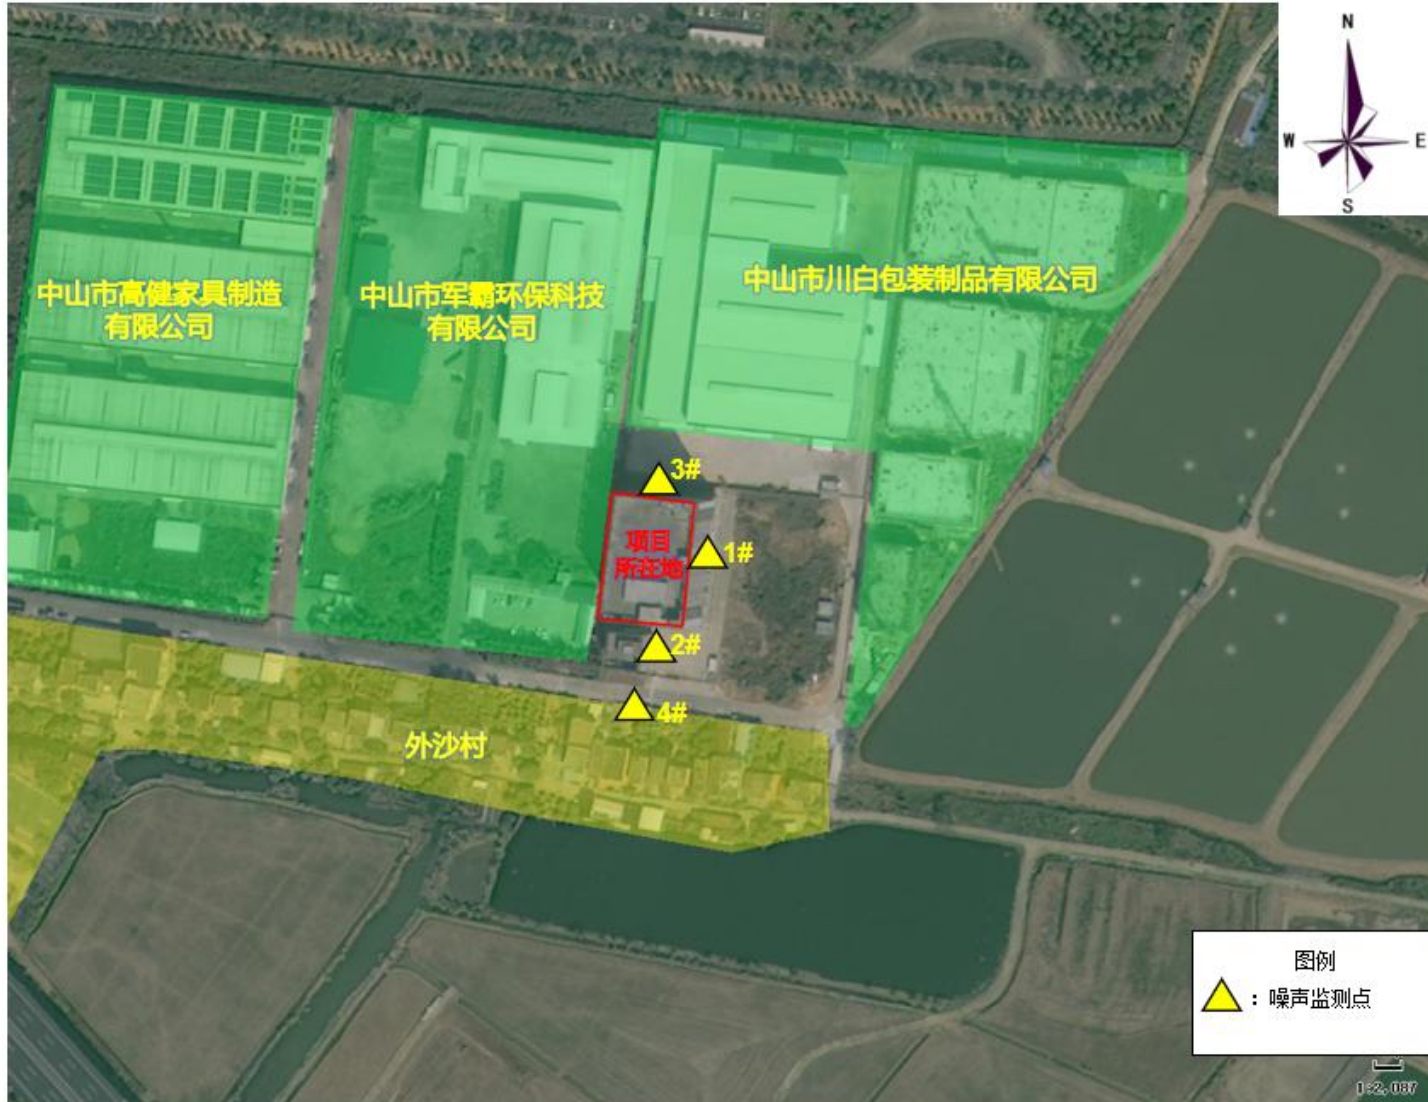 N
W
E
S
中山市高健家具制造
有限公司
中山市军霸环保科技
有限公司
中山市川白包装制品有限公司
3#
项目
所在地
1#
2#
4#
外沙村
图例
：噪声监测点
1:2,087